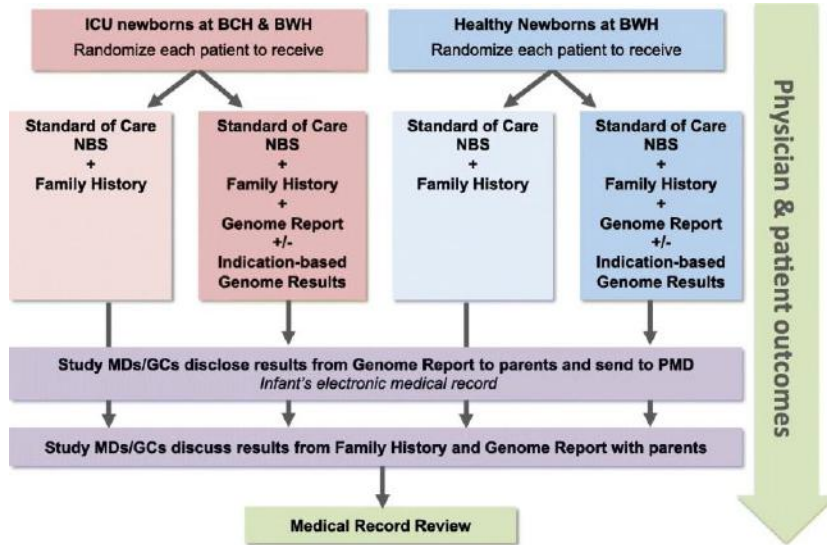 ICU newborns at BCH & BWH
Randomize each patient to receive
Healthy Newborns at BWH
Randomize each patient to receive
Standard of Care
NBS
+
Family History
Standard of Care
NBS
+
Family History
+
Genome Report
+/-
Indication-based
Genome Results
Standard of Care
NBS
+
Family History
Standard of Care
NBS
+
Family History
+
Genome Report
+/-
Indication-based
Genome Results
Study MDs/GCs disclose results from Genome Report to parents and send to PMD
Infant's electronic medical record
Study MDs/GCs discuss results from Family History and Genome Report with parents
Medical Record Review
Physician & patient outcomes